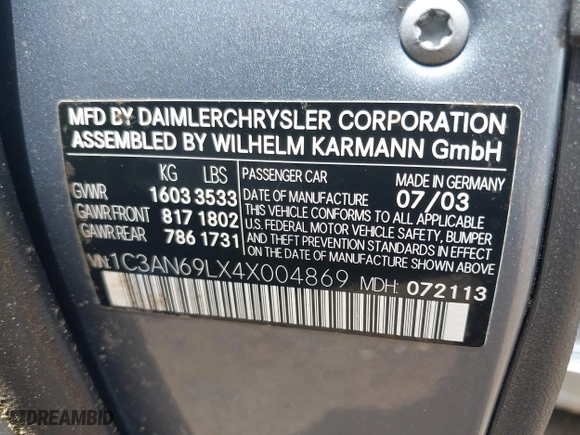 MFD BY DAIMLERCHRYSLER CORPORATION
ASSEMBLED BY WILHELM KARMANN GmbH
KG LBS
GVWR 1603 3533
GAWR FRONT 817 1802
GAWR REAR 786 1731
PASSENGER CAR MADE IN GERMANY
DATE OF MANUFACTURE 07/03
THIS VEHICLE CONFORMS TO ALL APPLICABLE
U.S. FEDERAL MOTOR VEHICLE SAFETY, BUMPER
AND THEFT PREVENTION STANDARDS IN EFFECT
ON THE DATE OF MANUFACTURE SHOWN ABOVE
VIN: 1C3AN69LX4X004869 MDH: 072113
DREAMBID